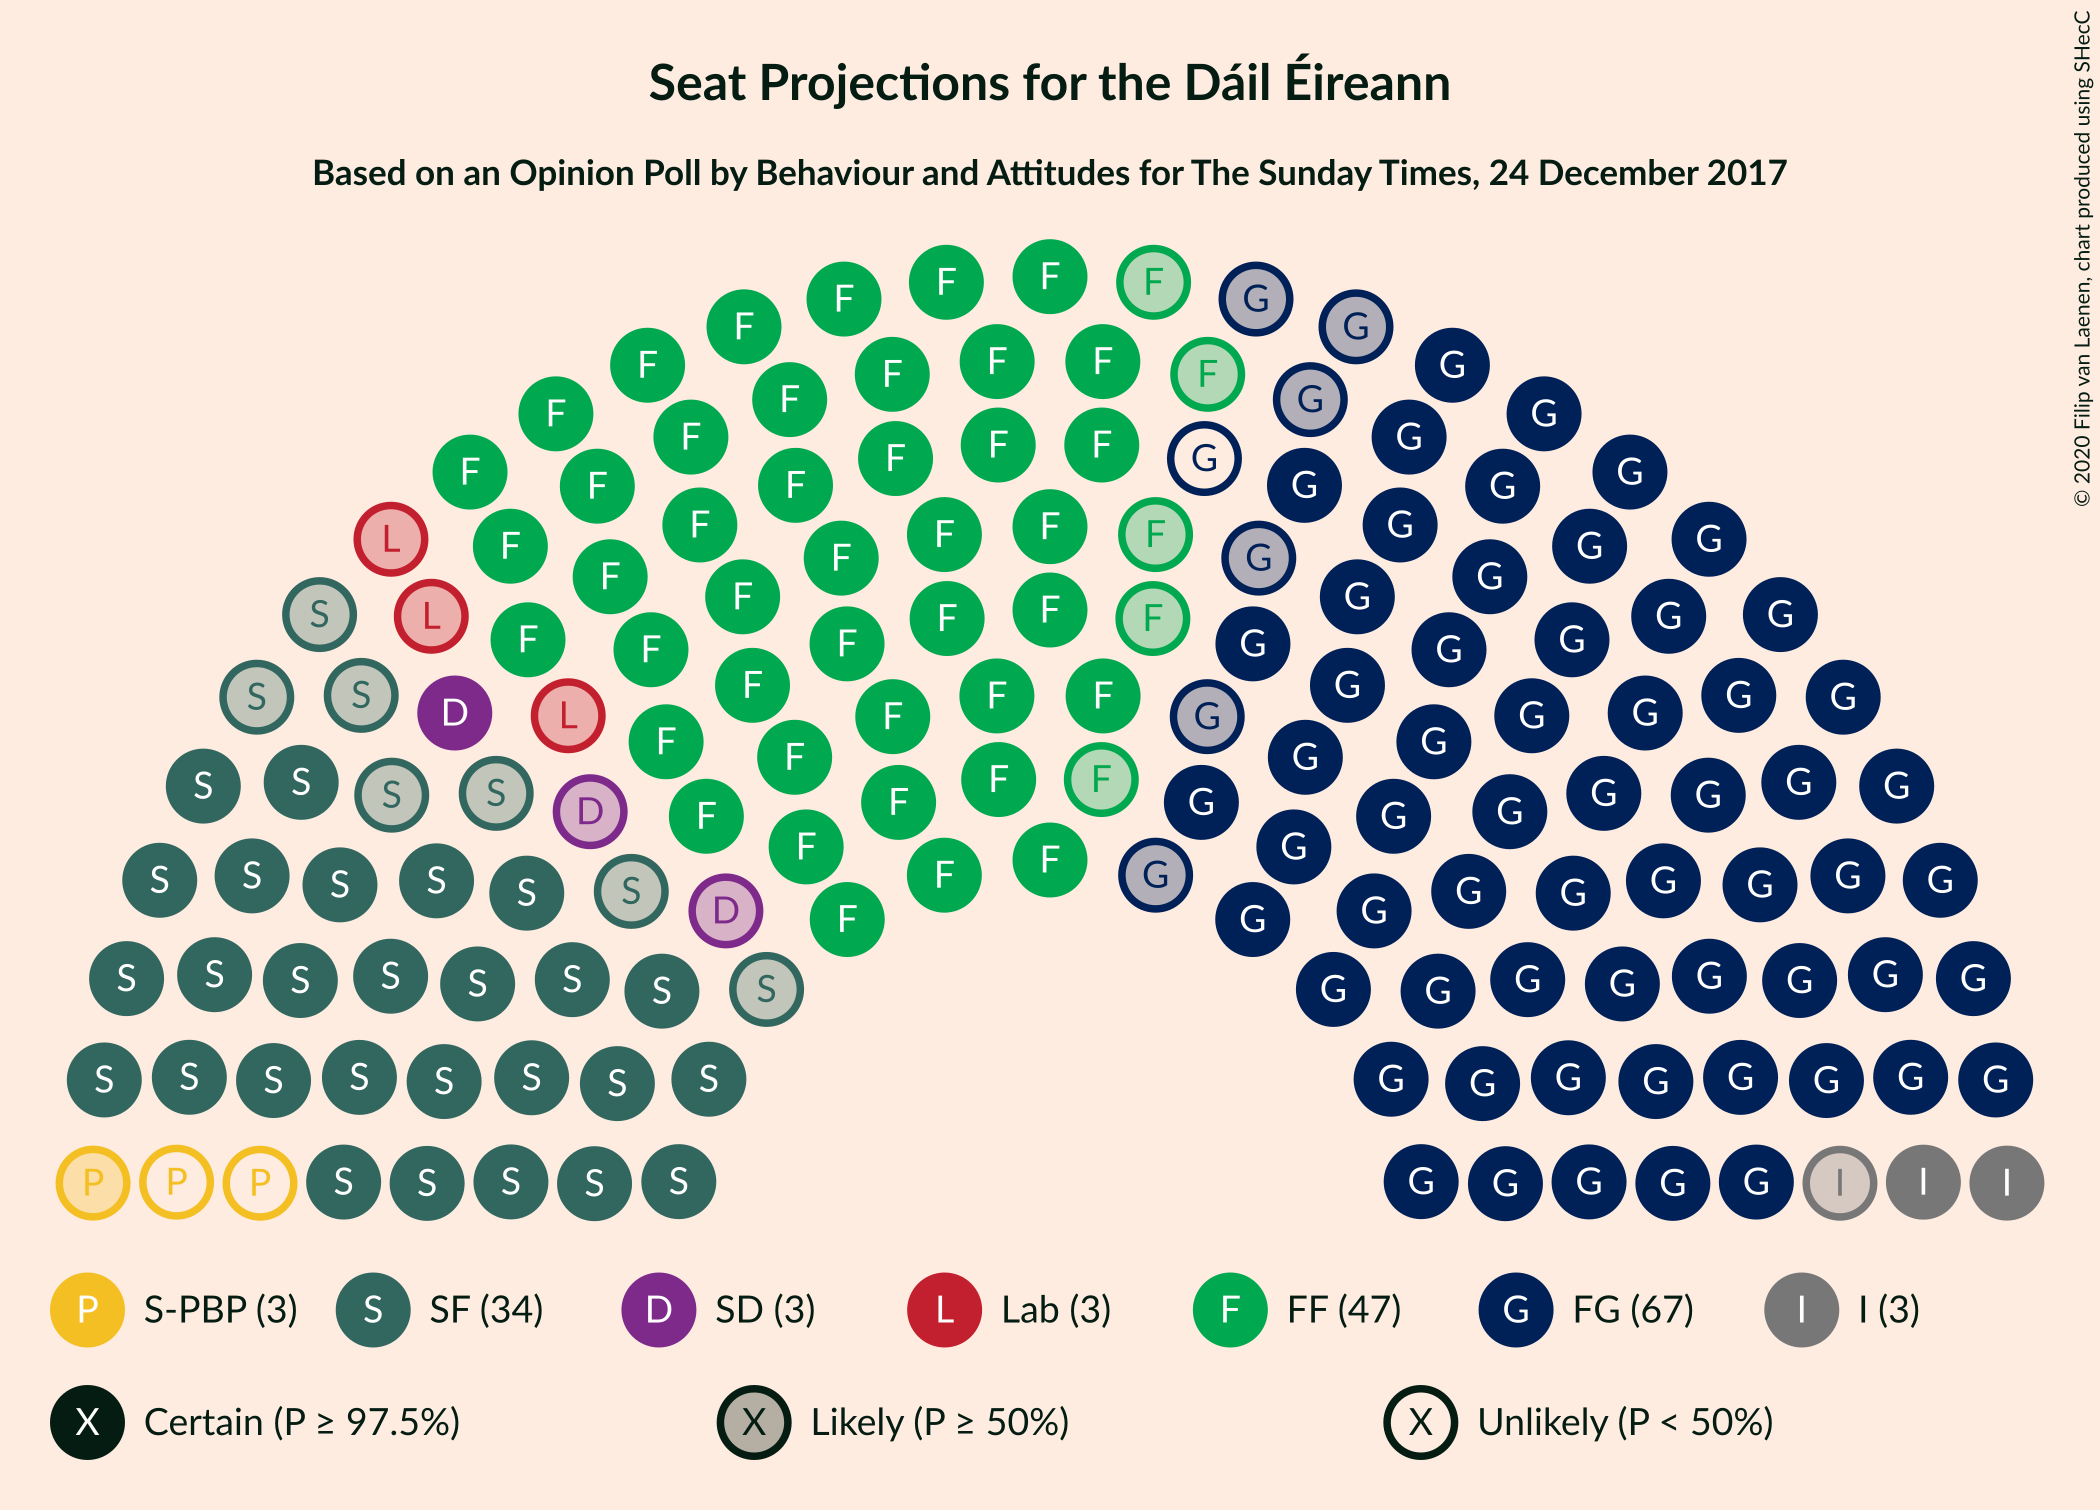 Seat Projections for the Dáil Éireann
Based on an Opinion Poll by Behaviour and Attitudes for The Sunday Times, 24 December 2017
© 2020 Filip van Laenen, chart produced using SHecC
F F F F G G
F F G
F F F F F G
F F F G G
F F F F G G G
F F F G G
F F F F F G G
L F F F F F G G G G
F F F G G
S L F F F F F G G G G G
S S D L F F F F F G G G G G G
S S S S D F F F F F G G G G G G G
S S S S S S D F F F F G G G G G G G G G
S S S S S S S S G G G G G G G G
S S S S S S S S G G G G G G G G
P P P S S S S S G G G G G I I I
P S-PBP (3) S SF (34) D SD (3) L Lab (3) F FF (47) G FG (67) I I (3)
X Certain (P ≥ 97.5%) X Likely (P ≥ 50%) X Unlikely (P < 50%)